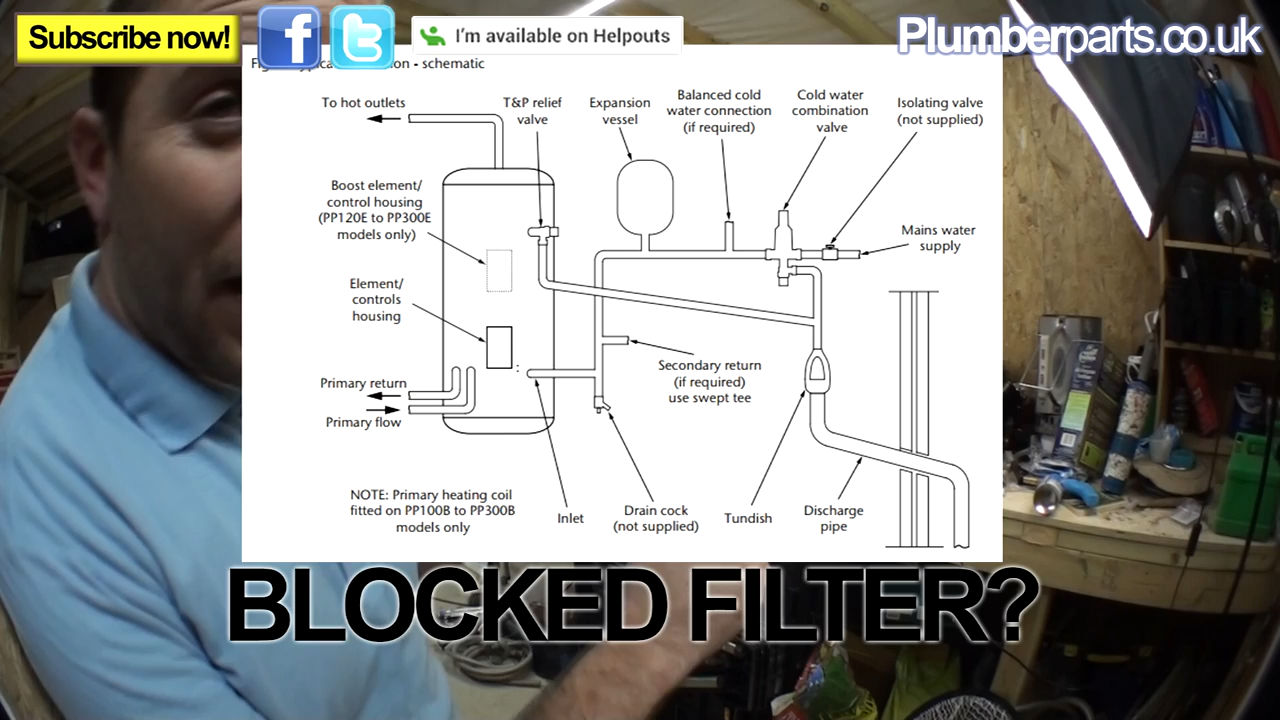 Subscribe now!
f
t
I'm available on Helpouts
Plumberparts.co.uk
- schematic
To hot outlets
T&P relief
valve
Expansion
vessel
Balanced cold
water connection
(if required)
Cold water
combination
valve
Isolating valve
(not supplied)
Boost element/
control housing
(PP120E to PP300E
models only)
Mains water
supply
Element/
controls
housing
Secondary return
(if required)
use swept tee
Primary return
Primary flow
NOTE: Primary heating coil
fitted on PP100B to PP300B
models only
Inlet
Drain cock
(not supplied)
Tundish
Discharge
pipe
BLOCKED FILTER?